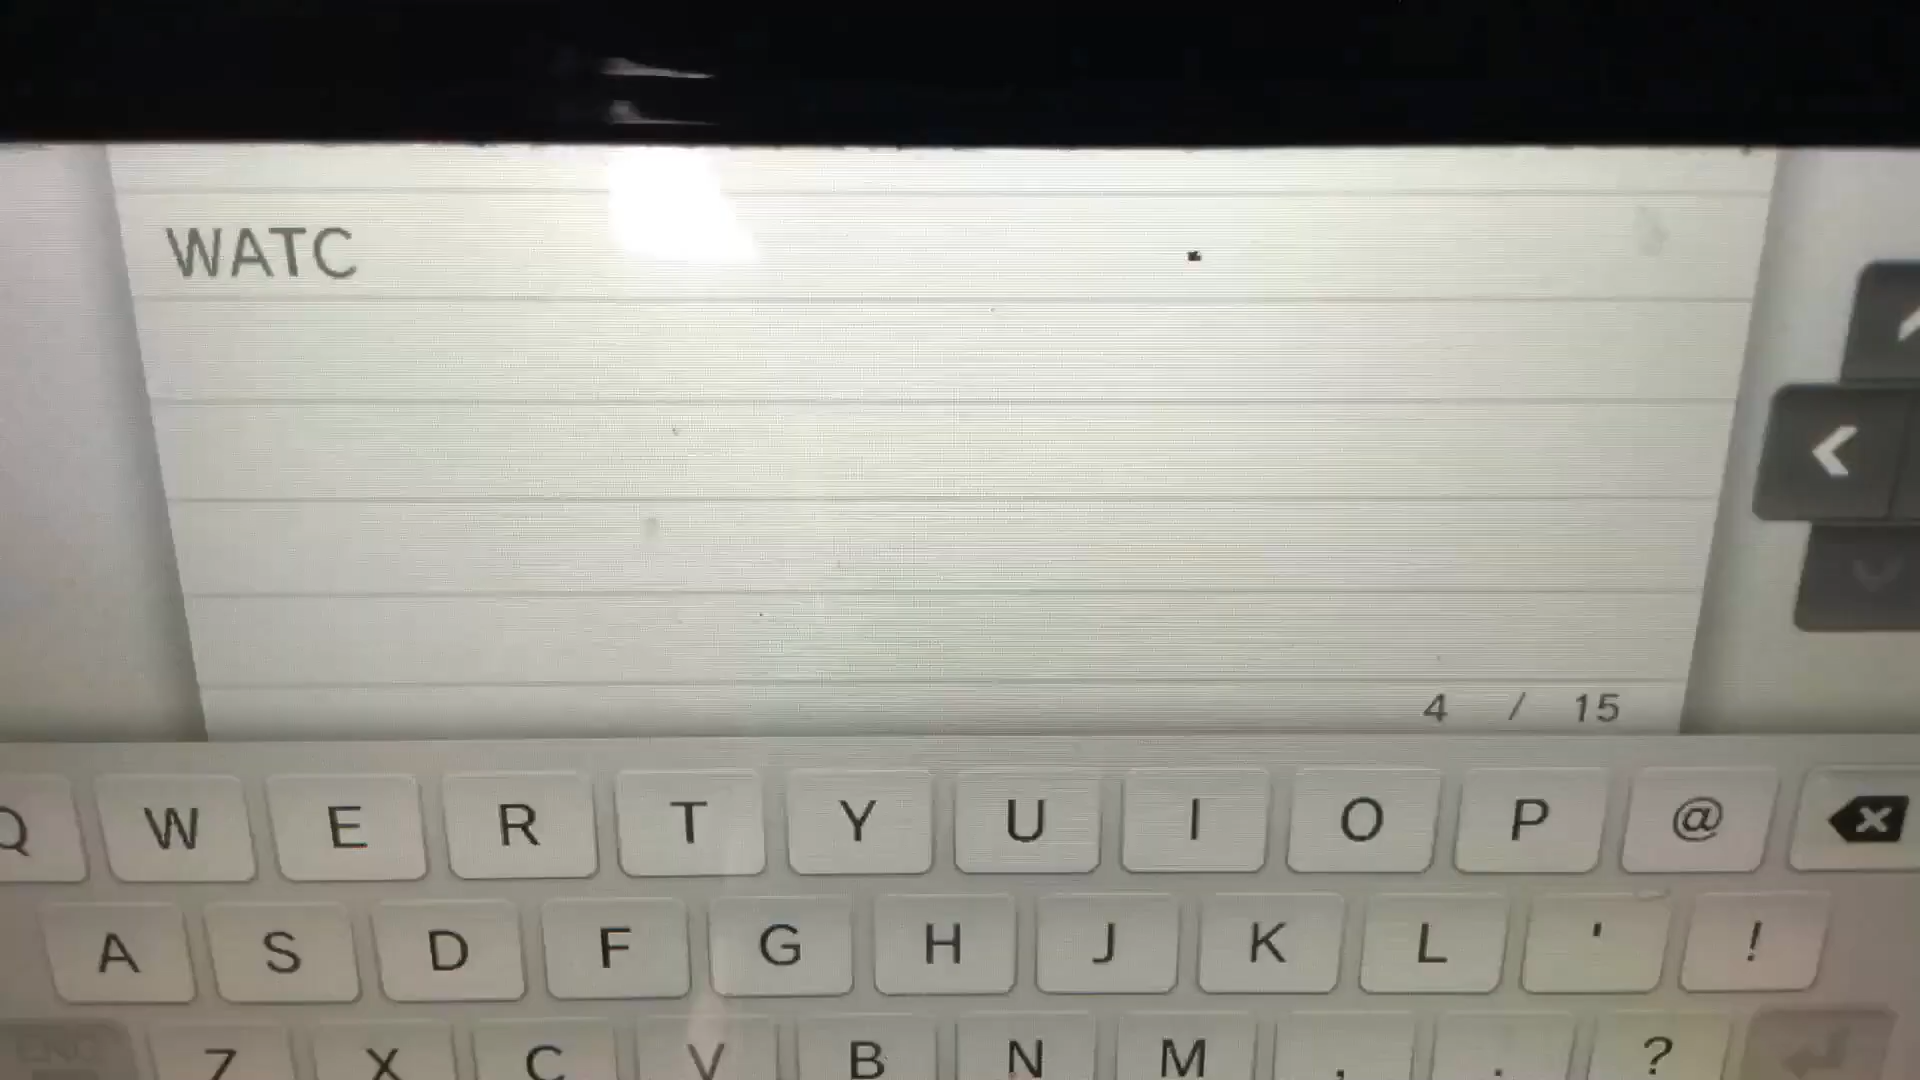 WATC
4 / 15
Q W E R T Y U I O P @
A S D F G H J K L ' !
Z X C V B N M , . ?